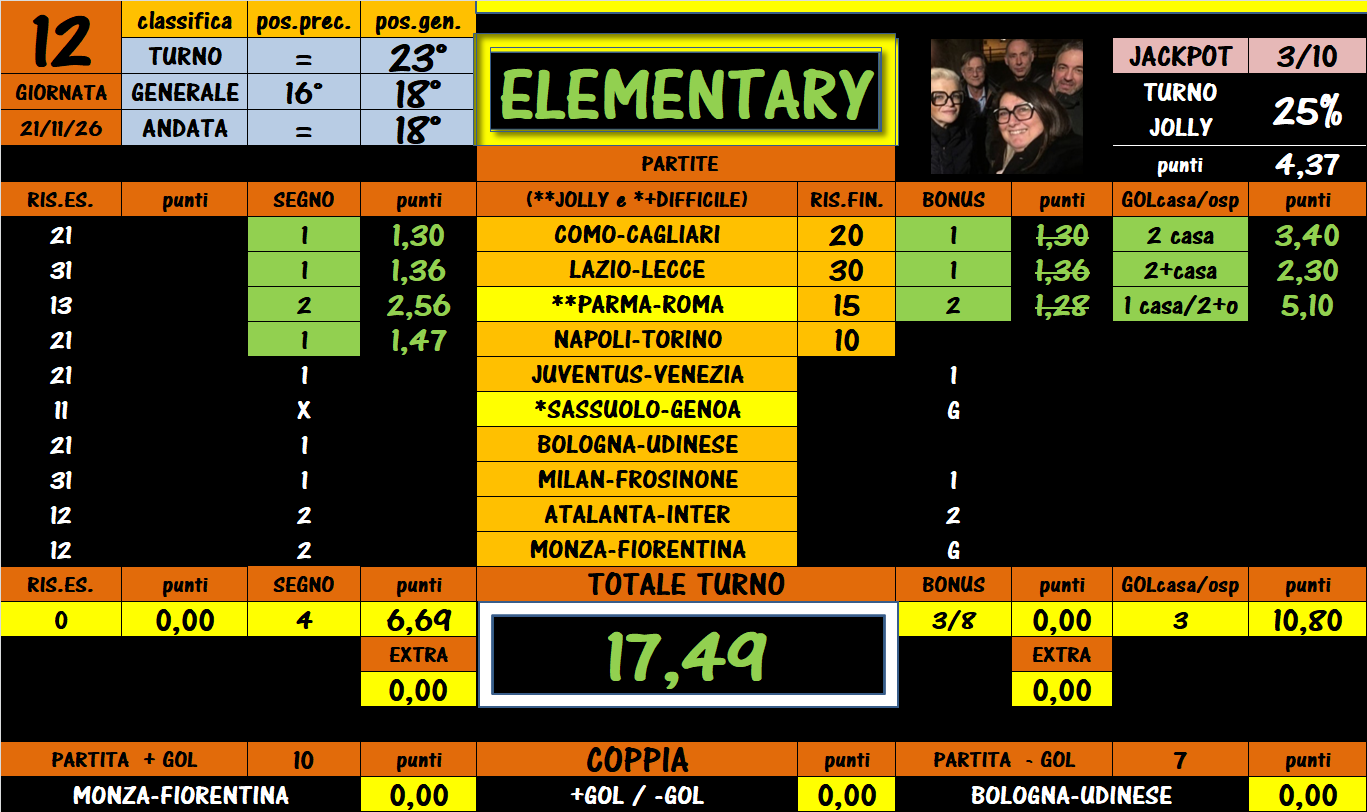 12 classifica pos.prec. pos.gen.
TURNO = 23°
ELEMENTARY
JACKPOT 3/10
GIORNATA GENERALE 16° 18°
TURNO JOLLY 25%
21/11/26 ANDATA = 18°
PARTITE
punti 4,37
RIS.ES. punti SEGNO punti (**JOLLY e *+DIFFICILE) RIS.FIN. BONUS punti GOLcasa/osp punti
21 1 1,30 COMO-CAGLIARI 20 1 1,30 2 casa 3,40
31 1 1,36 LAZIO-LECCE 30 1 1,36 2+casa 2,30
13 2 2,56 **PARMA-ROMA 15 2 1,28 1 casa/2+o 5,10
21 1 1,47 NAPOLI-TORINO 10
21 1 JUVENTUS-VENEZIA 1
11 X *SASSUOLO-GENOA G
21 1 BOLOGNA-UDINESE
31 1 MILAN-FROSINONE 1
12 2 ATALANTA-INTER 2
12 2 MONZA-FIORENTINA G
RIS.ES. punti SEGNO punti TOTALE TURNO BONUS punti GOLcasa/osp punti
0 0,00 4 6,69 17,49 3/8 0,00 3 10,80
EXTRA EXTRA
0,00 0,00
PARTITA + GOL 10 punti COPPIA punti PARTITA - GOL 7 punti
MONZA-FIORENTINA 0,00 +GOL / -GOL 0,00 BOLOGNA-UDINESE 0,00